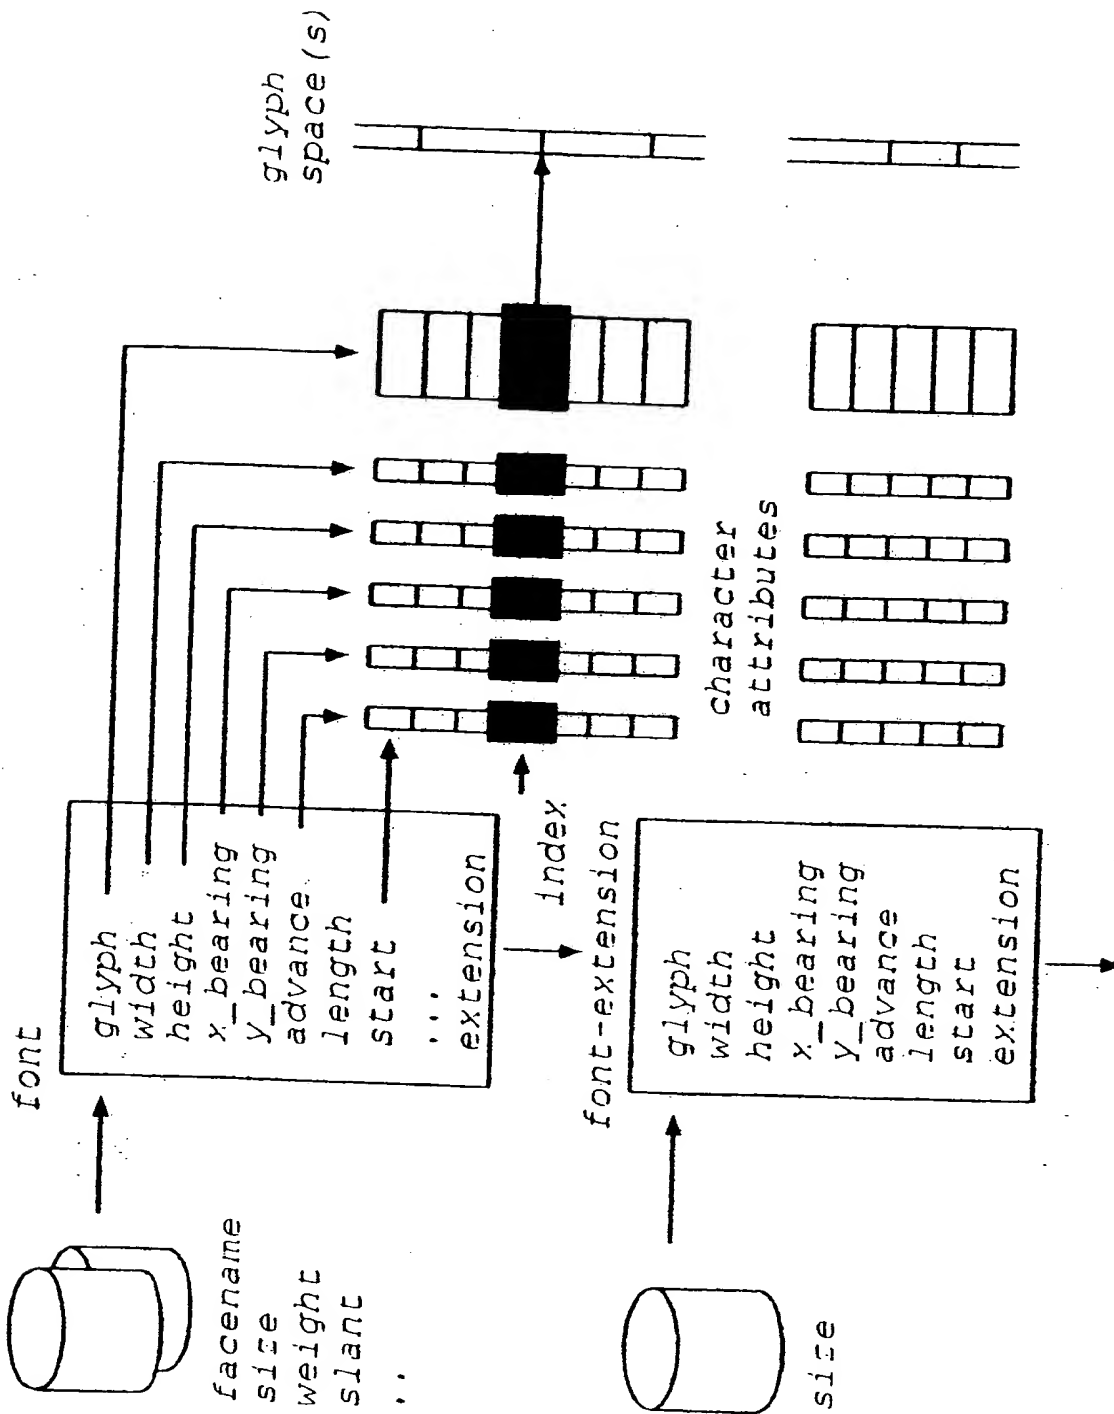 glyph
space(s)
font
glyph
width
height
x_bearing
y_bearing
advance
length
start
...
extension
index
character
attributes
facename
size
weight
slant
..
font-extension
glyph
width
height
x_bearing
y_bearing
advance
length
start
extension
size